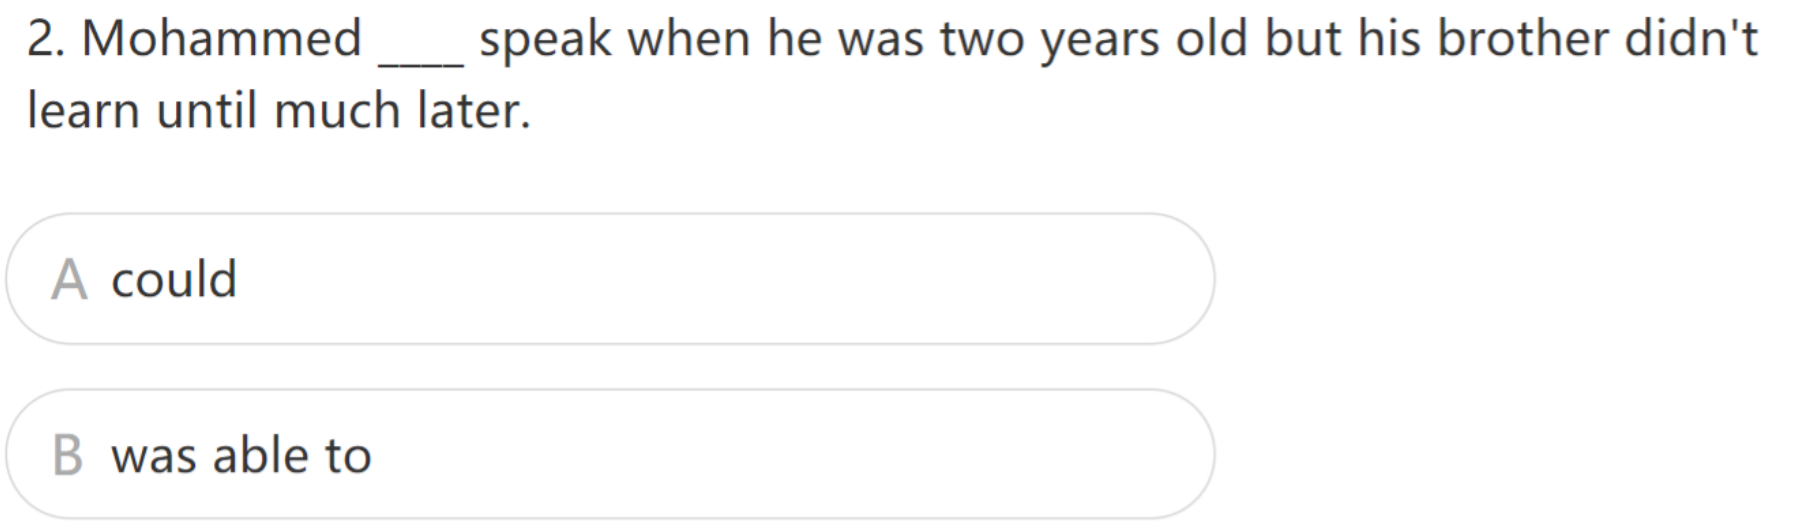 2. Mohammed ____ speak when he was two years old but his brother didn't
learn until much later.
A could
B was able to